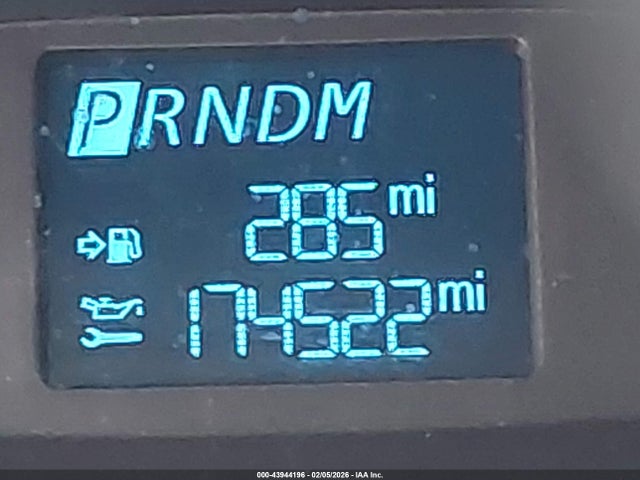 PRNDM
285 mi
174522 mi
000-43944196 - 02/05/2026 - IAA Inc.